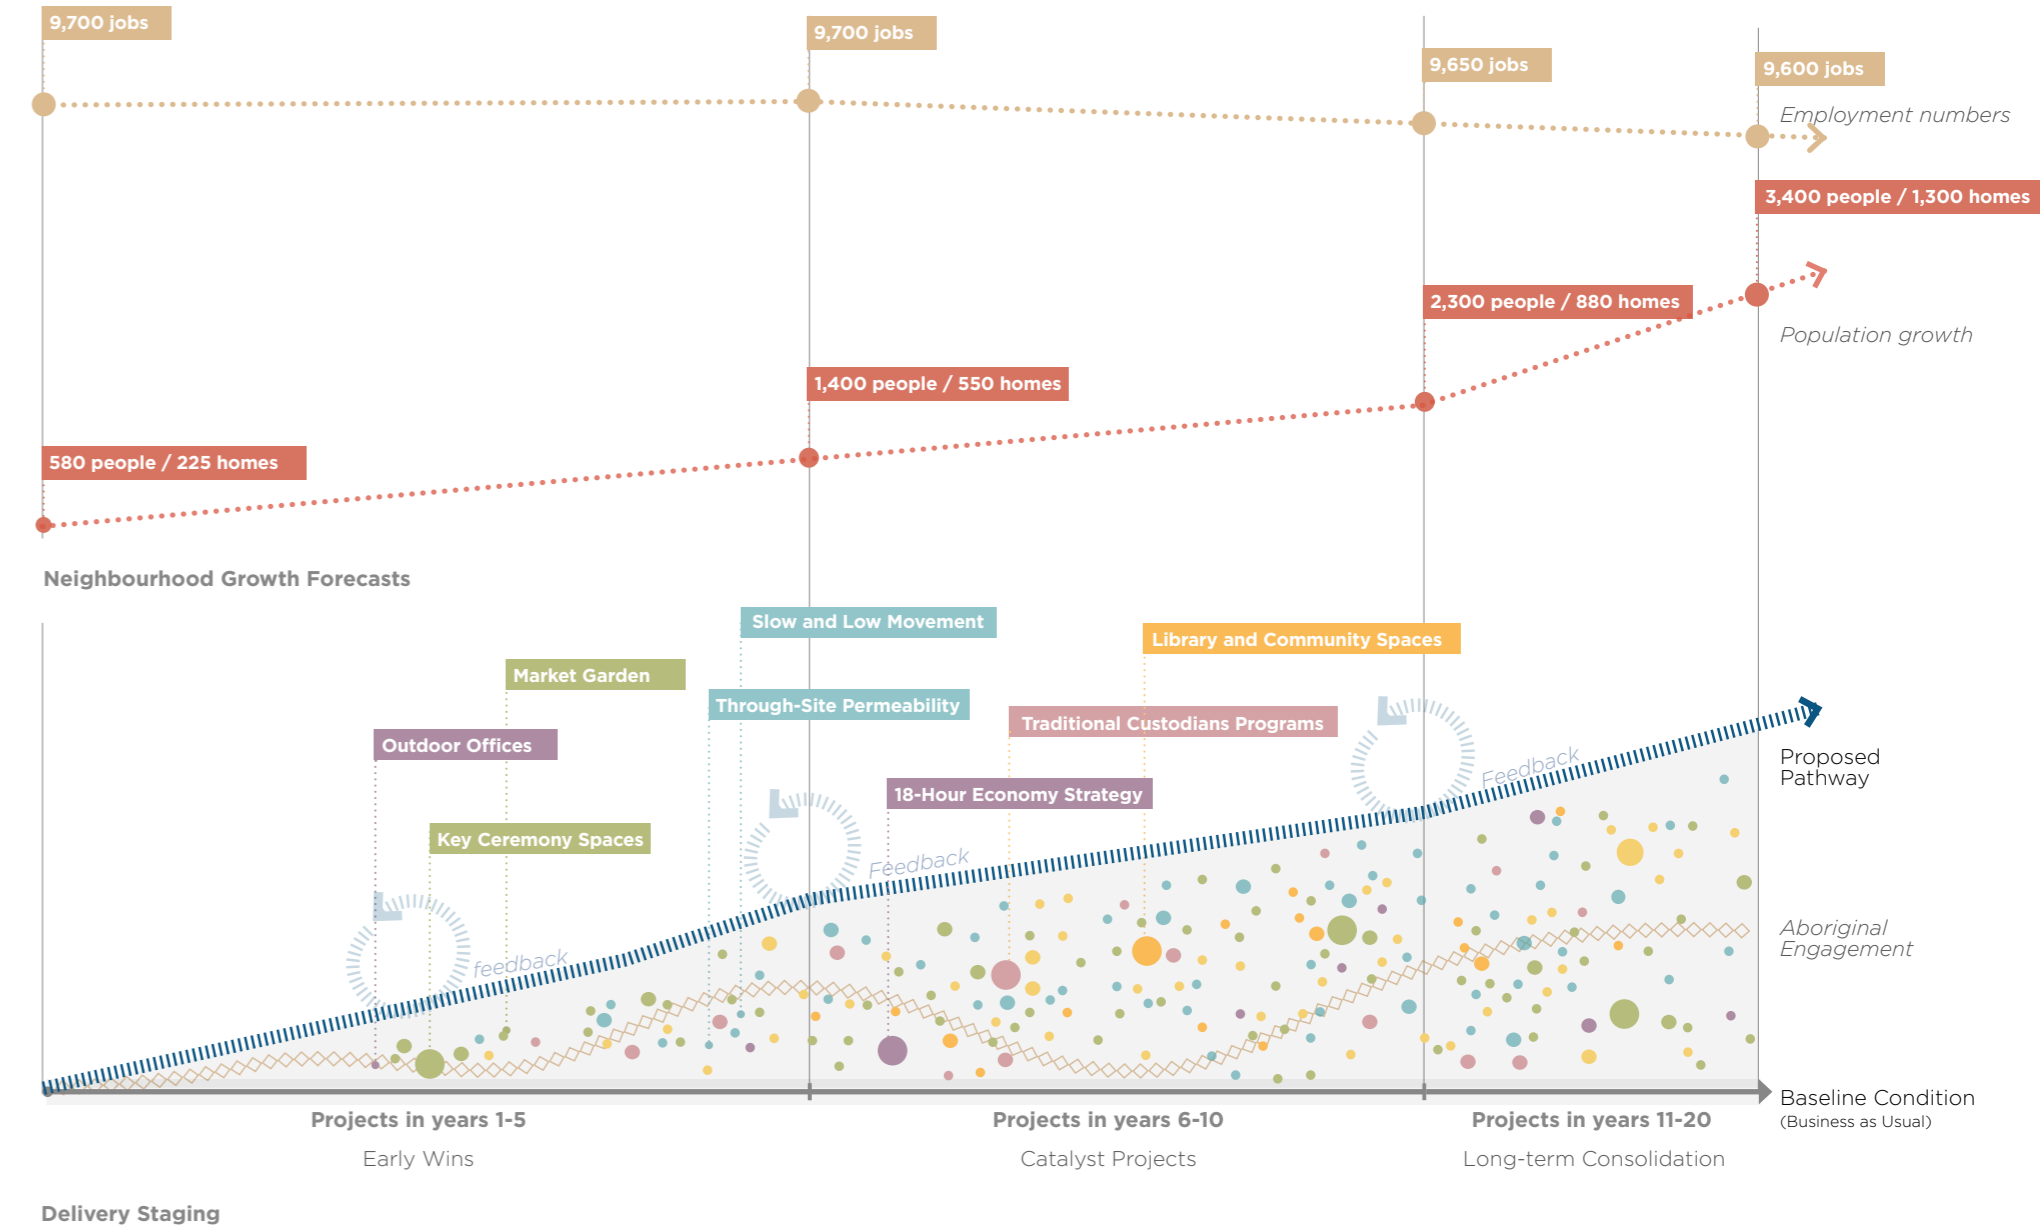 9,700 jobs
9,700 jobs
9,650 jobs
9,600 jobs
Employment numbers
3,400 people / 1,300 homes
2,300 people / 880 homes
Population growth
1,400 people / 550 homes
580 people / 225 homes
Neighbourhood Growth Forecasts
Slow and Low Movement
Library and Community Spaces
Market Garden
Through-Site Permeability
Traditional Custodians Programs
Outdoor Offices
18-Hour Economy Strategy
Key Ceremony Spaces
feedback
Feedback
Feedback
Proposed
Pathway
Aboriginal
Engagement
Baseline Condition
(Business as Usual)
Projects in years 1-5
Projects in years 6-10
Projects in years 11-20
Early Wins
Catalyst Projects
Long-term Consolidation
Delivery Staging